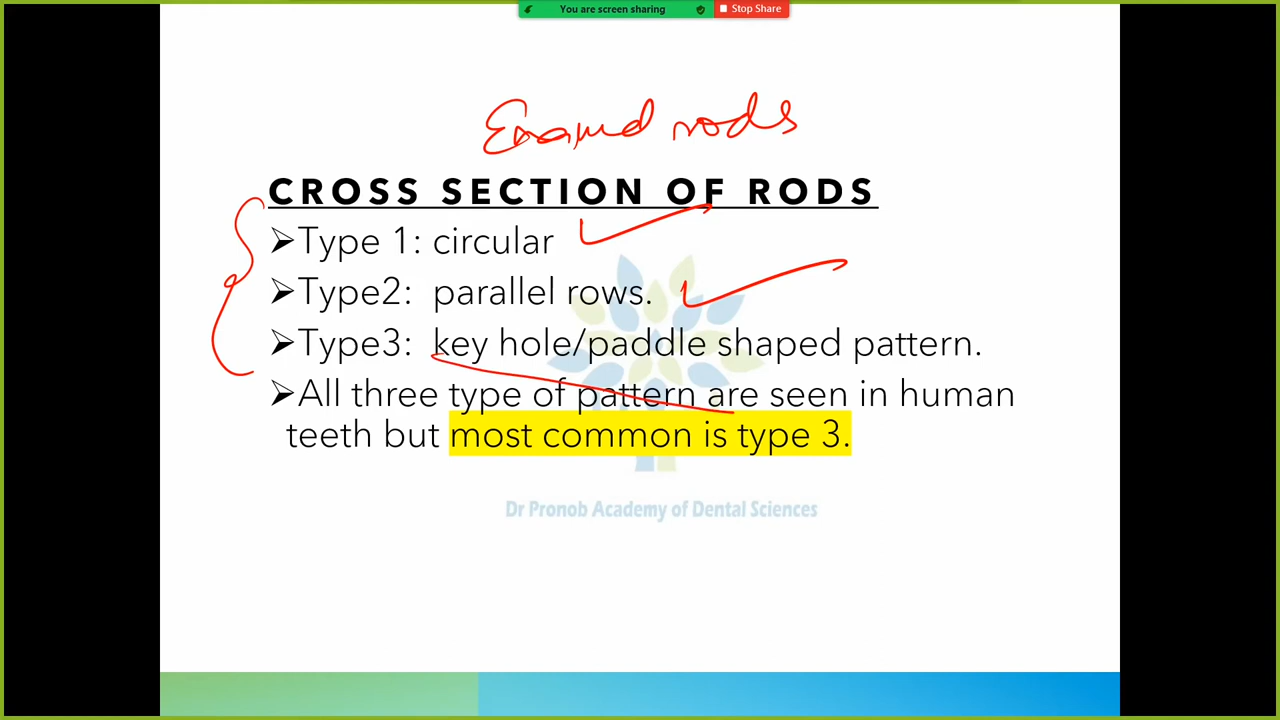 You are screen sharing Stop Share
Enamel rods
CROSS SECTION OF RODS
➢Type 1: circular
➢Type2: parallel rows.
➢Type3: key hole/paddle shaped pattern.
➢All three type of pattern are seen in human
teeth but most common is type 3.
Dr Pronob Academy of Dental Sciences